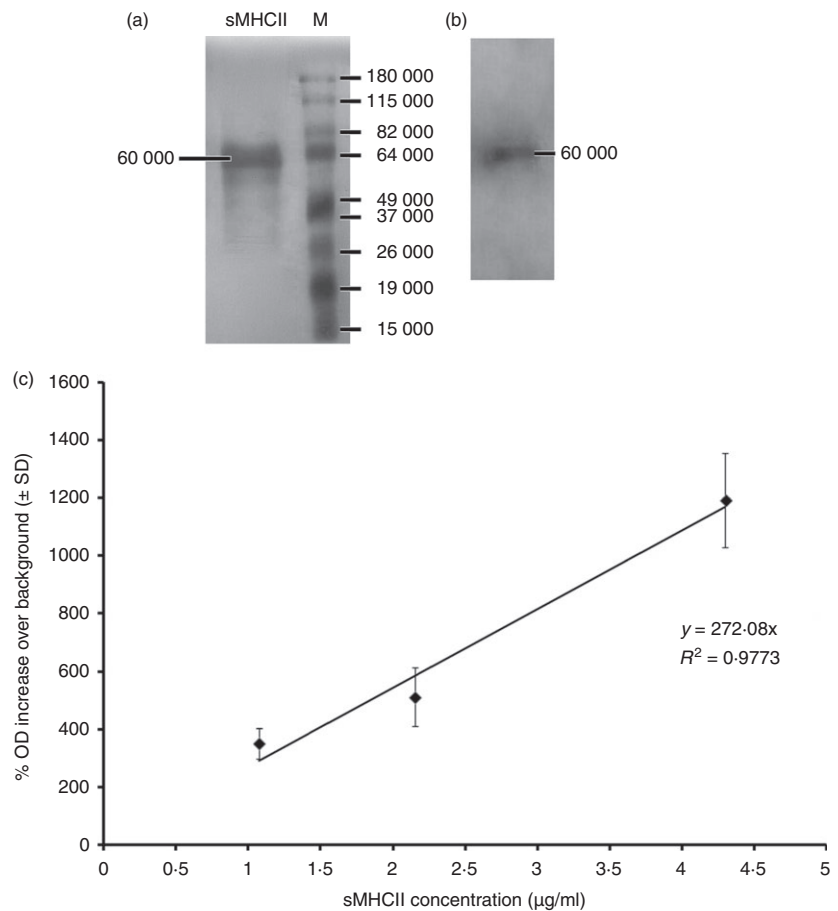 (a)
sMHCII M
180 000
115 000
82 000
60 000
64 000
49 000
37 000
26 000
19 000
15 000
(b)
60 000
(c)
1600
1400
1200
1000
800
600
400
200
0
% OD increase over background (± SD)
y = 272·08x
R² = 0·9773
0 0·5 1 1·5 2 2·5 3 3·5 4 4·5 5
sMHCII concentration (µg/ml)